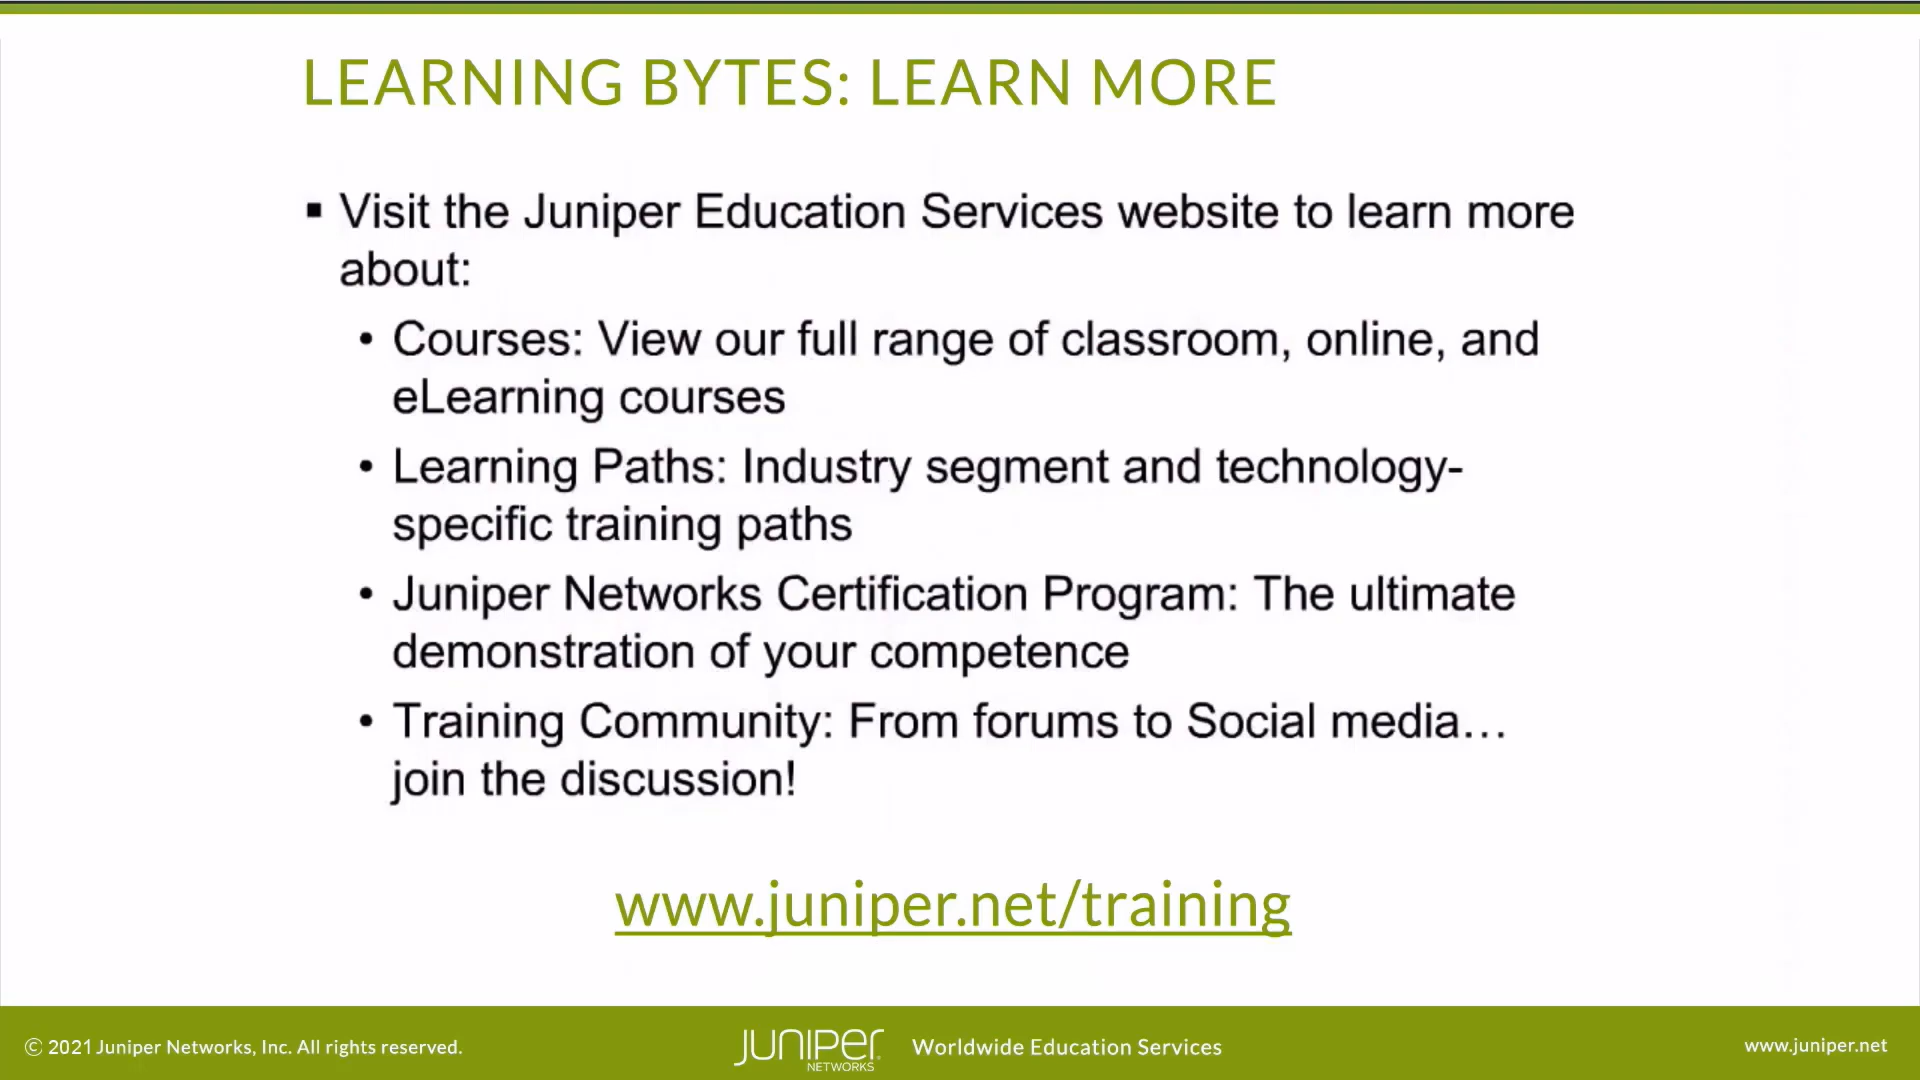 LEARNING BYTES: LEARN MORE
▪ Visit the Juniper Education Services website to learn more
about:
• Courses: View our full range of classroom, online, and
eLearning courses
• Learning Paths: Industry segment and technology-
specific training paths
• Juniper Networks Certification Program: The ultimate
demonstration of your competence
• Training Community: From forums to Social media…
join the discussion!
www.juniper.net/training
© 2021 Juniper Networks, Inc. All rights reserved.
JUNIPER
NETWORKS
Worldwide Education Services
www.juniper.net